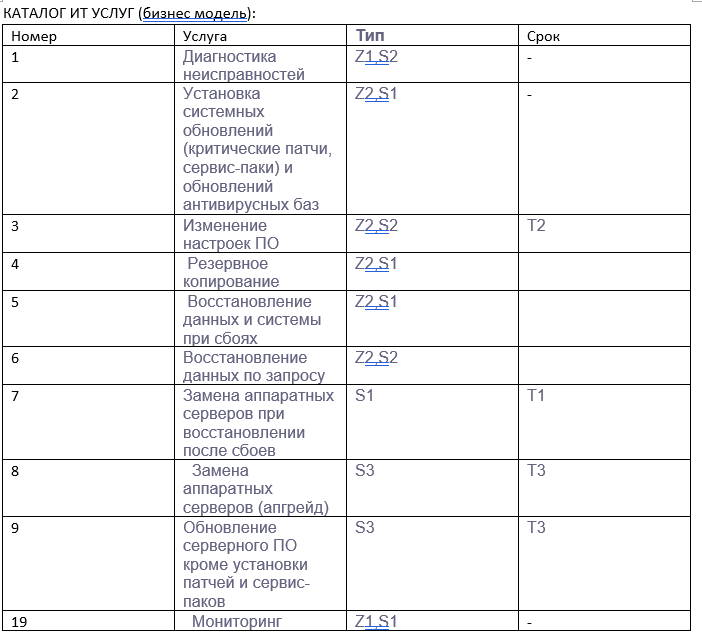 КАТАЛОГ ИТ УСЛУГ (бизнес модель):
Номер Услуга Тип Срок
1 Диагностика Z1,S2 -
неисправностей
2 Установка Z2,S1 -
системных
обновлений
(критические патчи,
сервис-паки) и
обновлений
антивирусных баз
3 Изменение Z2,S2 T2
настроек ПО
4 Резервное Z2,S1
копирование
5 Восстановление Z2,S1
данных и системы
при сбоях
6 Восстановление Z2,S2
данных по запросу
7 Замена аппаратных S1 T1
серверов при
восстановлении
после сбоев
8 Замена S3 T3
аппаратных
серверов (апгрейд)
9 Обновление S3 T3
серверного ПО
кроме установки
патчей и сервис-
паков
19 Мониторинг Z1,S1 -